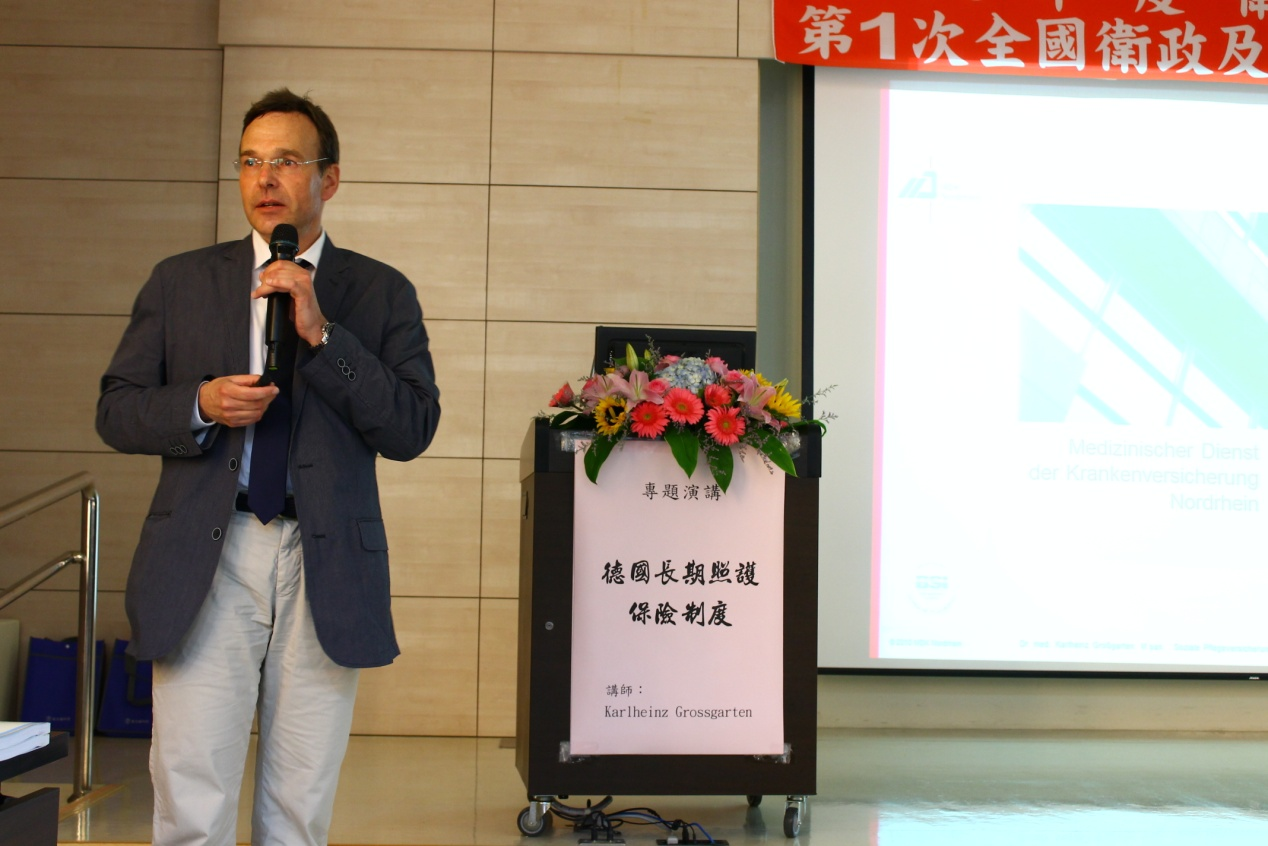 第1次全國衛政及
Medizinischer Dienst
der Krankenversicherung
Nordrhein
專題演講
德國長期照護
保險制度
講師：
Karlheinz Grossgarten